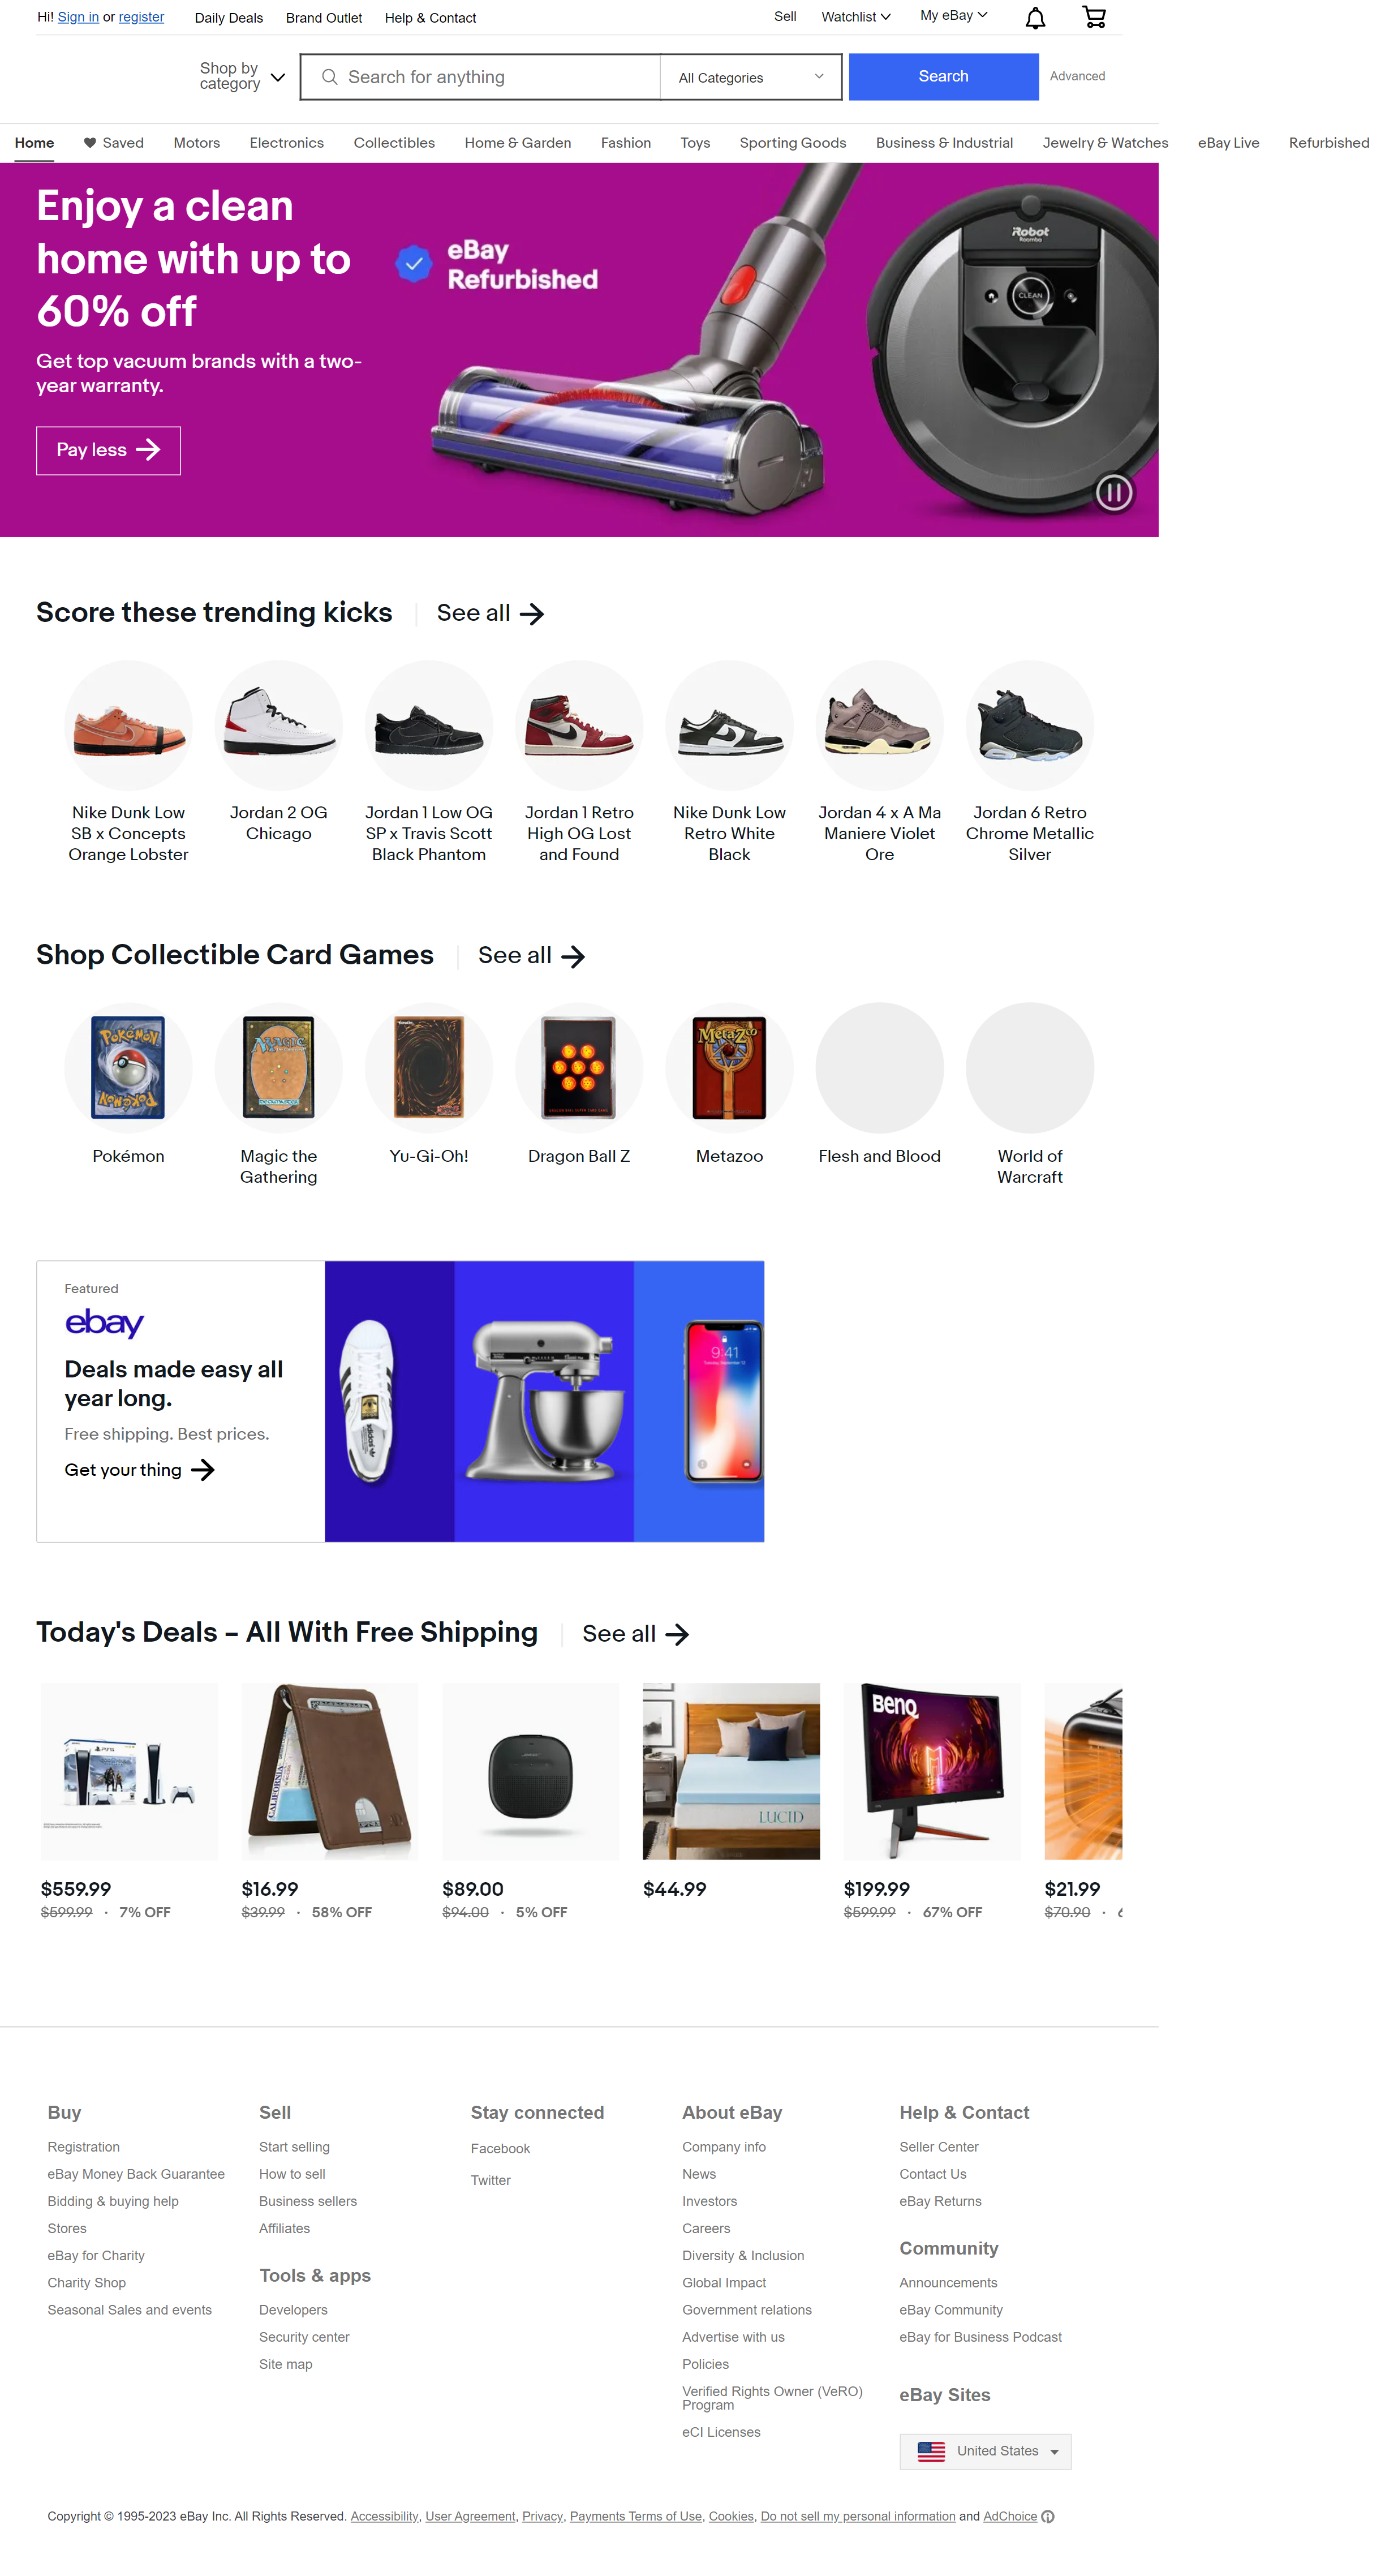 Hi! Sign in or register
Daily Deals
Brand Outlet
Help & Contact
Sell
Watchlist
My eBay
Shop by
category
Search for anything
All Categories
Search
Advanced
Home
Saved
Motors
Electronics
Collectibles
Home & Garden
Fashion
Toys
Sporting Goods
Business & Industrial
Jewelry & Watches
eBay Live
Refurbished
Enjoy a clean
home with up to
60% off
Get top vacuum brands with a two-
year warranty.
Pay less
eBay
Refurbished
iRobot
Roomba
CLEAN
Score these trending kicks
See all
Nike Dunk Low
SB x Concepts
Orange Lobster
Jordan 2 OG
Chicago
Jordan 1 Low OG
SP x Travis Scott
Black Phantom
Jordan 1 Retro
High OG Lost
and Found
Nike Dunk Low
Retro White
Black
Jordan 4 x A Ma
Maniere Violet
Ore
Jordan 6 Retro
Chrome Metallic
Silver
Shop Collectible Card Games
See all
Pokémon
Pokémon
Magic
Deckmaster
MetaZoo
Pokémon
Magic the
Gathering
Yu-Gi-Oh!
Dragon Ball Z
Metazoo
Flesh and Blood
World of
Warcraft
Featured
ebay
Deals made easy all
year long.
Free shipping. Best prices.
Get your thing
adidas
9:41
Today's Deals – All With Free Shipping
See all
PS5
CALIFORNIA
BOSE
LUCID
BENQ
$559.99
$599.99 · 7% OFF
$16.99
$39.99 · 58% OFF
$89.00
$94.00 · 5% OFF
$44.99
$199.99
$599.99 · 67% OFF
$21.99
$70.90 ·
Buy
Registration
eBay Money Back Guarantee
Bidding & buying help
Stores
eBay for Charity
Charity Shop
Seasonal Sales and events
Sell
Start selling
How to sell
Business sellers
Affiliates
Tools & apps
Developers
Security center
Site map
Stay connected
Facebook
Twitter
About eBay
Company info
News
Investors
Careers
Diversity & Inclusion
Global Impact
Government relations
Advertise with us
Policies
Verified Rights Owner (VeRO)
Program
eCI Licenses
Help & Contact
Seller Center
Contact Us
eBay Returns
Community
Announcements
eBay Community
eBay for Business Podcast
eBay Sites
United States
Copyright © 1995-2023 eBay Inc. All Rights Reserved. Accessibility, User Agreement, Privacy, Payments Terms of Use, Cookies, Do not sell my personal information and AdChoice